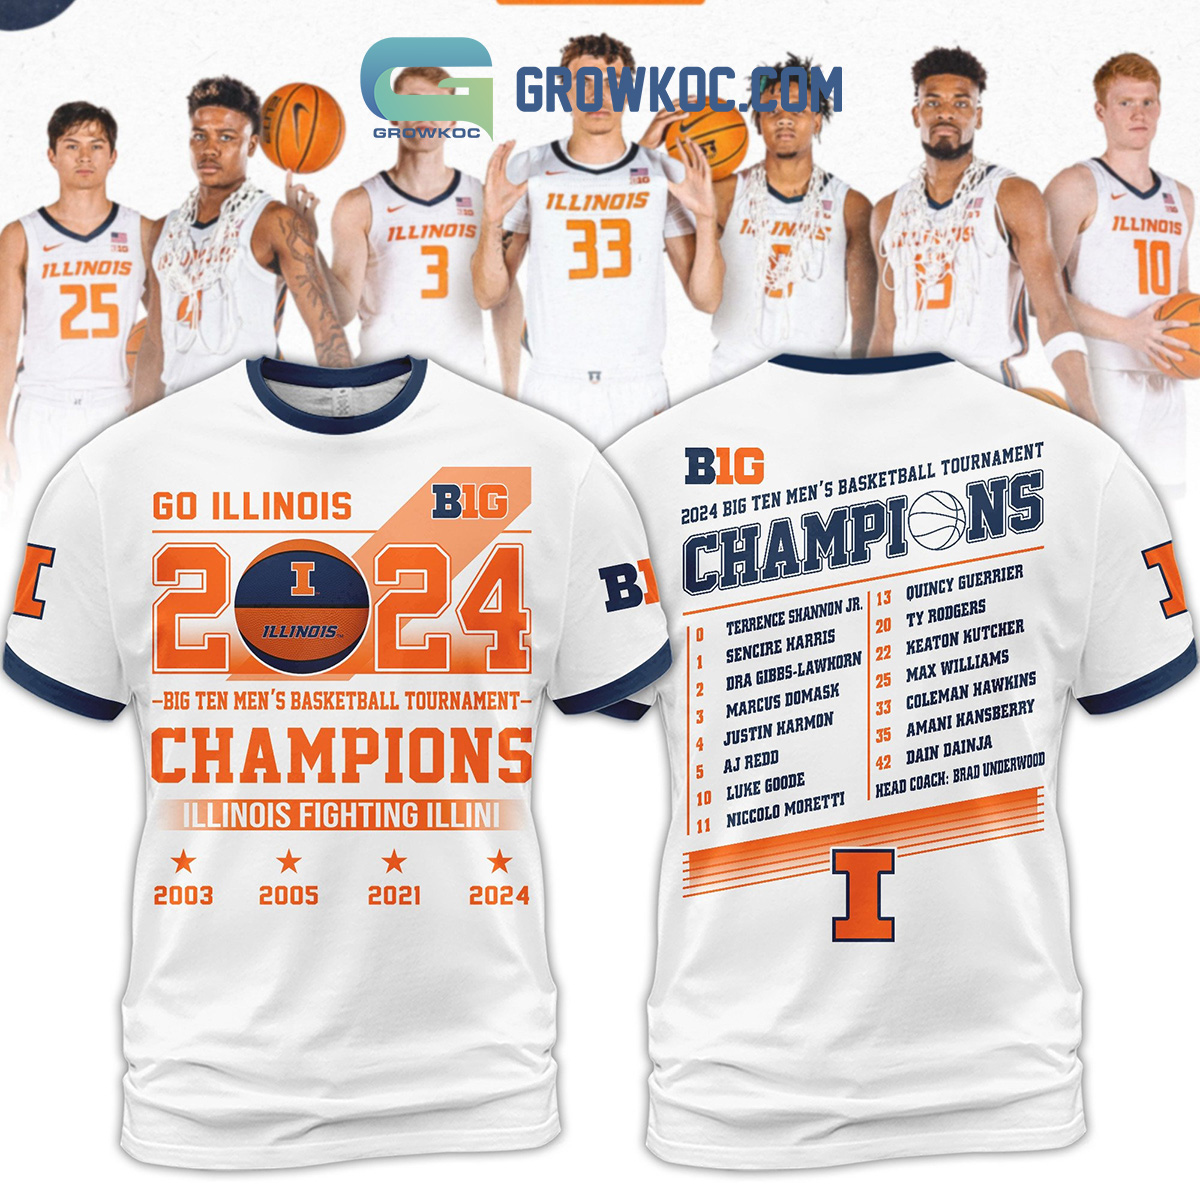 GROWKOC
GROWKOC.COM
ILLINOIS
25
ILLINOIS
3
ILLINOIS
33
ILLINOIS
10
GO ILLINOIS
B1G
2024
I
ILLINOIS
BIG TEN MEN'S BASKETBALL TOURNAMENT
CHAMPIONS
ILLINOIS FIGHTING ILLINI
2003
2005
2021
2024
I
B1G
B1G
2024 BIG TEN MEN'S BASKETBALL TOURNAMENT
CHAMPIONS
0 TERRENCE SHANNON JR.
1 SENCIRE HARRIS
2 DRA GIBBS-LAWHORN
3 MARCUS DOMASK
4 JUSTIN HARMON
5 AJ REDD
10 LUKE GOODE
11 NICCOLO MORETTI
13 QUINCY GUERRIER
20 TY RODGERS
22 KEATON KUTCHER
25 MAX WILLIAMS
33 COLEMAN HAWKINS
35 AMANI HANSBERRY
42 DAIN DAINJA
HEAD COACH: BRAD UNDERWOOD
I
I